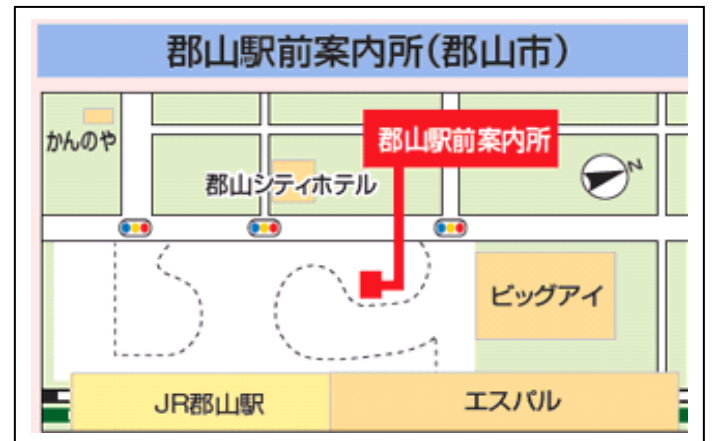 郡山駅前案内所(郡山市)
かんのや
郡山駅前案内所
N
郡山シティホテル
ビッグアイ
JR郡山駅
エスパル